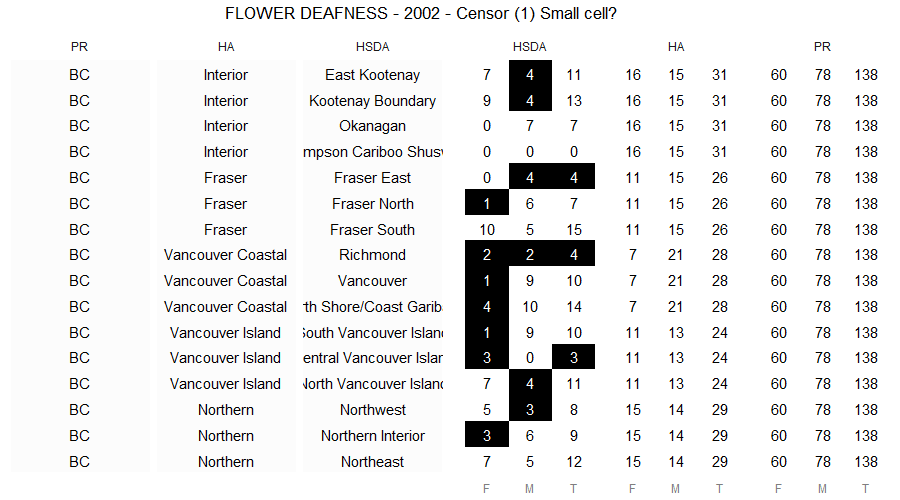 FLOWER DEAFNESS - 2002 - Censor (1) Small cell?
PR HA HSDA HSDA HA PR
BC Interior East Kootenay 7 4 11 16 15 31 60 78 138
BC Interior Kootenay Boundary 9 4 13 16 15 31 60 78 138
BC Interior Okanagan 0 7 7 16 15 31 60 78 138
BC Interior mpson Cariboo Shusw 0 0 0 16 15 31 60 78 138
BC Fraser Fraser East 0 4 4 11 15 26 60 78 138
BC Fraser Fraser North 1 6 7 11 15 26 60 78 138
BC Fraser Fraser South 10 5 15 11 15 26 60 78 138
BC Vancouver Coastal Richmond 2 2 4 7 21 28 60 78 138
BC Vancouver Coastal Vancouver 1 9 10 7 21 28 60 78 138
BC Vancouver Coastal rth Shore/Coast Garib 4 10 14 7 21 28 60 78 138
BC Vancouver Island South Vancouver Island 1 9 10 11 13 24 60 78 138
BC Vancouver Island entral Vancouver Islan 3 0 3 11 13 24 60 78 138
BC Vancouver Island North Vancouver Island 7 4 11 11 13 24 60 78 138
BC Northern Northwest 5 3 8 15 14 29 60 78 138
BC Northern Northern Interior 3 6 9 15 14 29 60 78 138
BC Northern Northeast 7 5 12 15 14 29 60 78 138
F M T F M T F M T